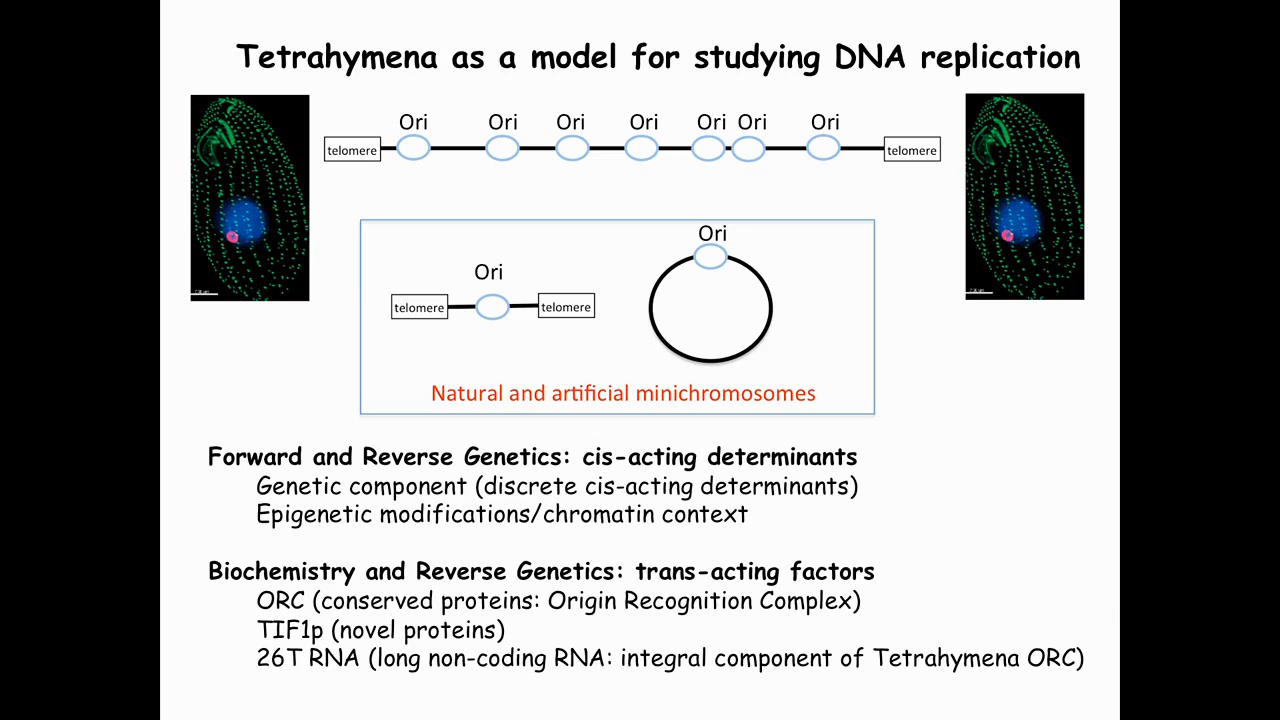 Tetrahymena as a model for studying DNA replication
Ori Ori Ori Ori Ori Ori Ori
telomere telomere
Ori
Ori
telomere telomere
Natural and artificial minichromosomes
Forward and Reverse Genetics: cis-acting determinants
Genetic component (discrete cis-acting determinants)
Epigenetic modifications/chromatin context
Biochemistry and Reverse Genetics: trans-acting factors
ORC (conserved proteins: Origin Recognition Complex)
TIF1p (novel proteins)
26T RNA (long non-coding RNA: integral component of Tetrahymena ORC)